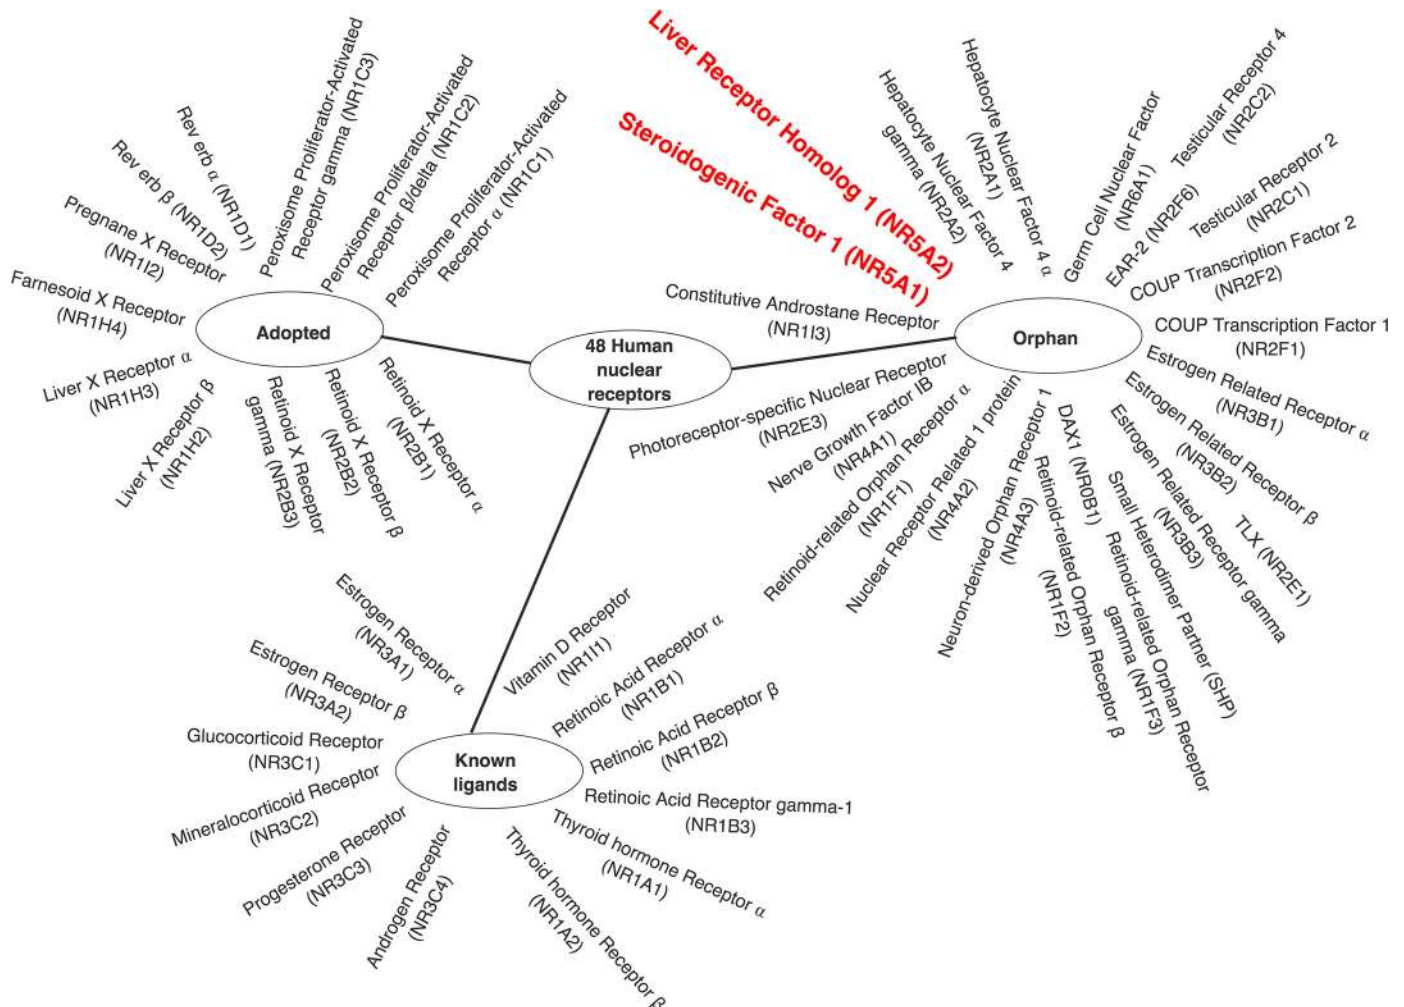 48 Human
nuclear
receptors
Adopted
Liver X Receptor β
(NR1H2)
Liver X Receptor α
(NR1H3)
Farnesoid X Receptor
(NR1H4)
Pregnane X Receptor
(NR1I2)
Rev erb β (NR1D2)
Rev erb α (NR1D1)
Peroxisome Proliferator-Activated
Receptor gamma (NR1C3)
Peroxisome Proliferator-Activated
Receptor β/delta (NR1C2)
Peroxisome Proliferator-Activated
Receptor α (NR1C1)
Retinoid X Receptor α
(NR2B1)
Retinoid X Receptor β
(NR2B2)
Retinoid X Receptor
gamma (NR2B3)
Orphan
Constitutive Androstane Receptor
(NR1I3)
Steroidogenic Factor 1 (NR5A1)
Liver Receptor Homolog 1 (NR5A2)
Hepatocyte Nuclear Factor 4
gamma (NR2A2)
Hepatocyte Nuclear Factor 4 α
(NR2A1)
Germ Cell Nuclear Factor
(NR6A1)
EAR-2 (NR2F6)
Testicular Receptor 4
(NR2C2)
Testicular Receptor 2
(NR2C1)
COUP Transcription Factor 2
(NR2F2)
COUP Transcription Factor 1
(NR2F1)
Estrogen Related Receptor α
(NR3B1)
Estrogen Related Receptor β
(NR3B2)
TLX (NR2E1)
Estrogen Related Receptor gamma
(NR3B3)
Small Heterodimer Partner (SHP)
Retinoid-related Orphan Receptor
gamma (NR1F3)
DAX1 (NR0B1)
Retinoid-related Orphan Receptor β
(NR1F2)
Neuron-derived Orphan Receptor 1
(NR4A3)
Nuclear Receptor Related 1 protein
(NR4A2)
Retinoid-related Orphan Receptor α
(NR1F1)
Nerve Growth Factor IB
(NR4A1)
Photoreceptor-specific Nuclear Receptor
(NR2E3)
Known
ligands
Estrogen Receptor α
(NR3A1)
Estrogen Receptor β
(NR3A2)
Glucocorticoid Receptor
(NR3C1)
Mineralocorticoid Receptor
(NR3C2)
Progesterone Receptor
(NR3C3)
Androgen Receptor
(NR3C4)
Thyroid hormone Receptor β
(NR1A2)
Thyroid hormone Receptor α
(NR1A1)
Retinoic Acid Receptor gamma-1
(NR1B3)
Retinoic Acid Receptor β
(NR1B2)
Retinoic Acid Receptor α
(NR1B1)
Vitamin D Receptor
(NR1I1)